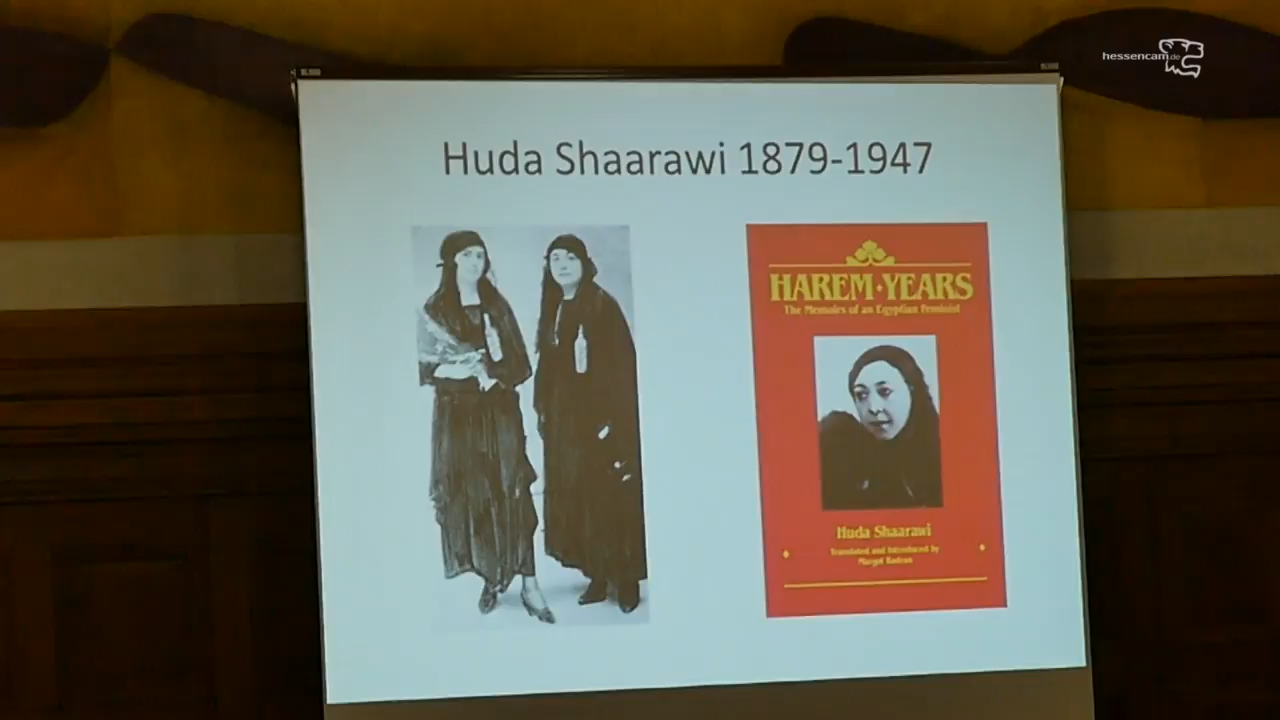 hessencam.de
Huda Shaarawi 1879-1947
HAREM·YEARS
The Memoirs of an Egyptian Feminist
Huda Shaarawi
Translated and Introduced by
Margot Badran